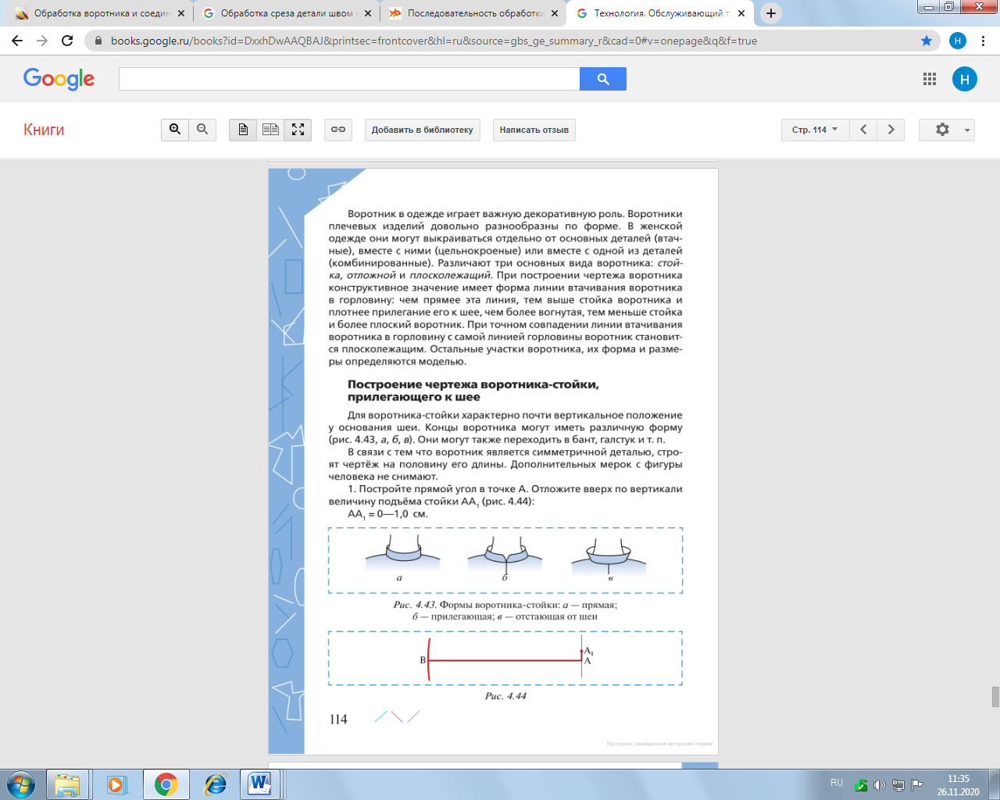 Обработка воротника и соедин
Обработка среза детали швом
Последовательность обработки
Технология. Обслуживающий т
books.google.ru/books?id=DxxhDwAAQBAJ&printsec=frontcover&hl=ru&source=gbs_ge_summary_r&cad=0#v=onepage&q&f=true
Н
Google
Н
Книги
Добавить в библиотеку
Написать отзыв
Стр. 114
Воротник в одежде играет важную декоративную роль. Воротники
плечевых изделий довольно разнообразны по форме. В женской
одежде они могут выкраиваться отдельно от основных деталей (втач-
ные), вместе с ними (цельнокроеные) или вместе с одной из деталей
(комбинированные). Различают три основных вида воротника: стой-
ка, отложной и плосколежащий. При построении чертежа воротника
конструктивное значение имеет форма линии втачивания воротника
в горловину: чем прямее эта линия, тем выше стойка воротника и
плотнее прилегание его к шее, чем более вогнутая, тем меньше стойка
и более плоский воротник. При точном совпадении линии втачивания
воротника в горловину с самой линией горловины воротник становит-
ся плосколежащим. Остальные участки воротника, их форма и разме-
ры определяются моделью.
Построение чертежа воротника-стойки,
прилегающего к шее
Для воротника-стойки характерно почти вертикальное положение
у основания шеи. Концы воротника могут иметь различную форму
(рис. 4.43, а, б, в). Они могут также переходить в бант, галстук и т. п.
В связи с тем что воротник является симметричной деталью, стро-
ят чертёж на половину его длины. Дополнительных мерок с фигуры
человека не снимают.
1. Постройте прямой угол в точке А. Отложите вверх по вертикали
величину подъёма стойки АА₁ (рис. 4.44):
АА₁ = 0—1,0 см.
а
б
в
Рис. 4.43. Формы воротника-стойки: а — прямая;
б — прилегающая; в — отстающая от шеи
В
А₁
А
Рис. 4.44
114
Материал, защищенный авторским правом
RU
11:35
26.11.2020